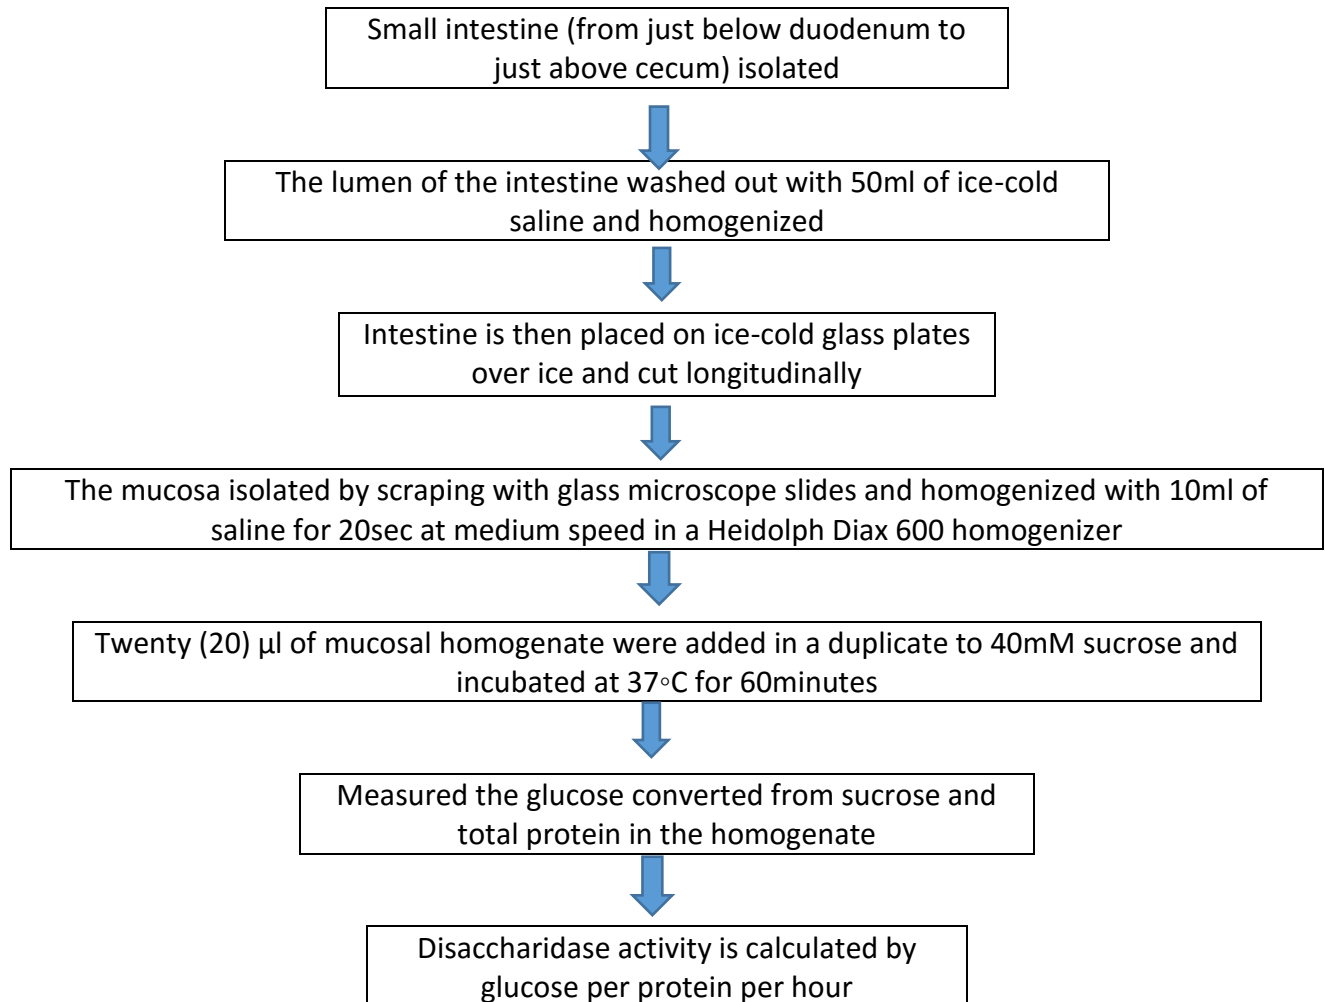 Small intestine (from just below duodenum to
just above cecum) isolated
The lumen of the intestine washed out with 50ml of ice-cold
saline and homogenized
Intestine is then placed on ice-cold glass plates
over ice and cut longitudinally
The mucosa isolated by scraping with glass microscope slides and homogenized with 10ml of
saline for 20sec at medium speed in a Heidolph Diax 600 homogenizer
Twenty (20) µl of mucosal homogenate were added in a duplicate to 40mM sucrose and
incubated at 37◦C for 60minutes
Measured the glucose converted from sucrose and
total protein in the homogenate
Disaccharidase activity is calculated by
glucose per protein per hour